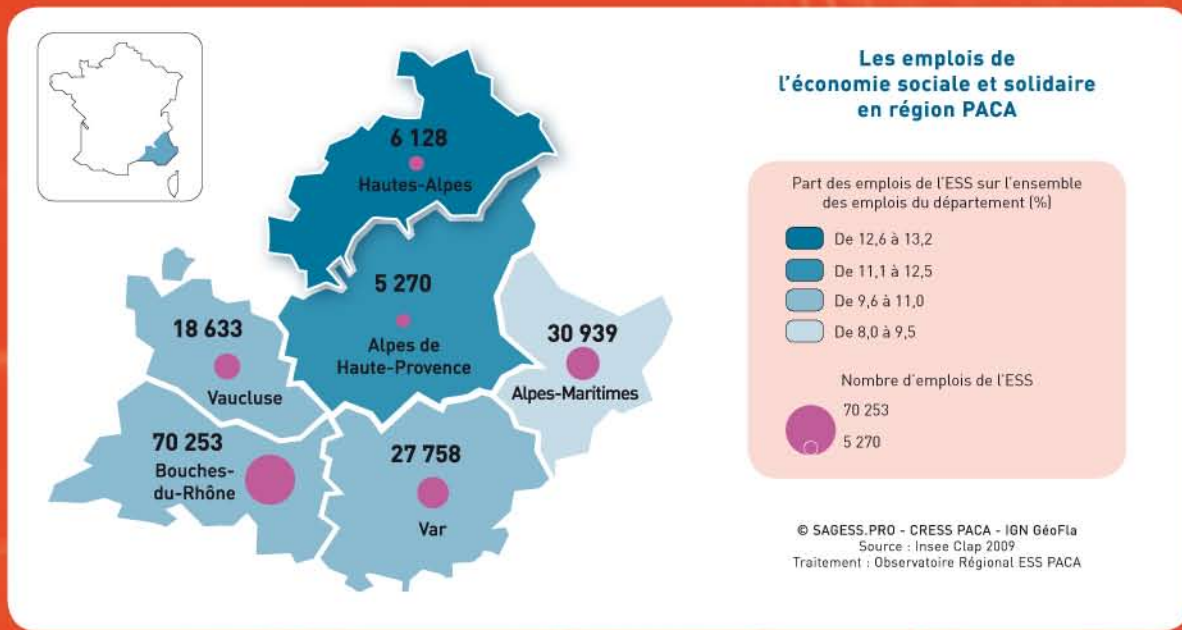 Les emplois de
l'économie sociale et solidaire
en région PACA
6 128
Hautes-Alpes
5 270
Alpes de
Haute-Provence
18 633
Vaucluse
30 939
Alpes-Maritimes
70 253
Bouches-
du-Rhône
27 758
Var
Part des emplois de l'ESS sur l'ensemble
des emplois du département (%)
De 12,6 à 13,2
De 11,1 à 12,5
De 9,6 à 11,0
De 8,0 à 9,5
Nombre d'emplois de l'ESS
70 253
5 270
© SAGESS.PRO - CRESS PACA - IGN GéoFla
Source : Insee Clap 2009
Traitement : Observatoire Régional ESS PACA